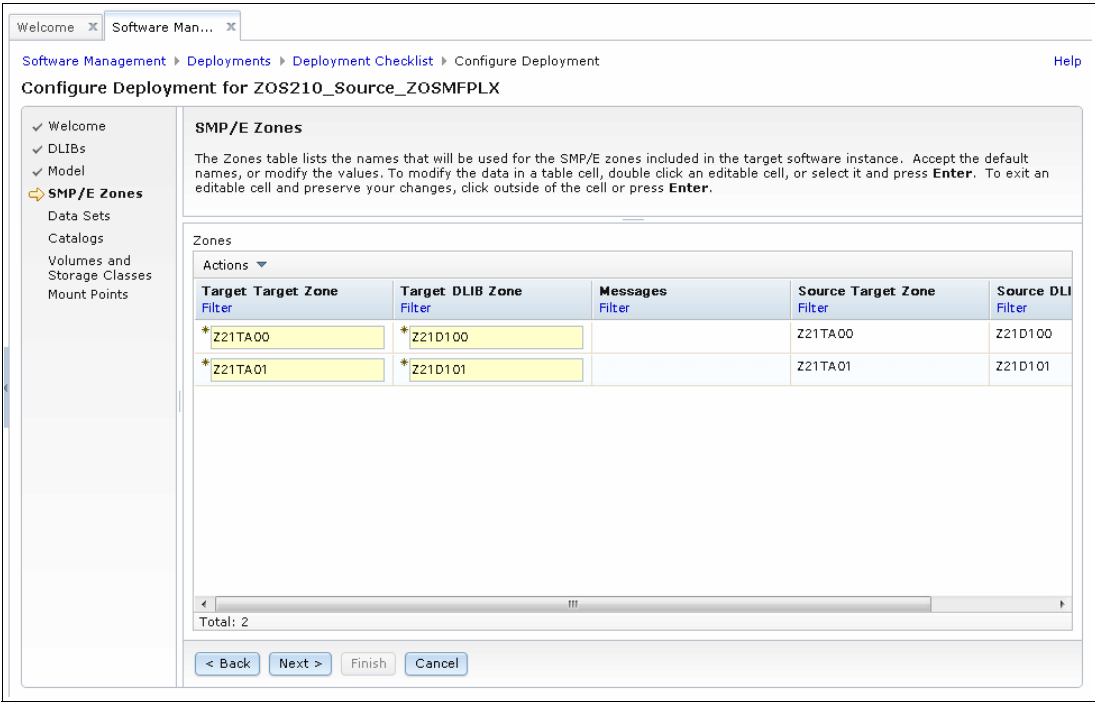 Welcome x Software Man... x
Software Management Deployments Deployment Checklist Configure Deployment Help
Configure Deployment for ZOS210_Source_ZOSMFPLX
Welcome
DLIBs
Model
SMP/E Zones
Data Sets
Catalogs
Volumes and
Storage Classes
Mount Points
SMP/E Zones
The Zones table lists the names that will be used for the SMP/E zones included in the target software instance. Accept the default
names, or modify the values. To modify the data in a table cell, double click an editable cell, or select it and press Enter. To exit an
editable cell and preserve your changes, click outside of the cell or press Enter.
Zones
Actions
Target Target Zone Target DLIB Zone Messages Source Target Zone Source DLI
Filter Filter Filter Filter Filter
*Z21TA00 *Z21D100 Z21TA00 Z21D100
*Z21TA01 *Z21D101 Z21TA01 Z21D101
Total: 2
< Back Next > Finish Cancel